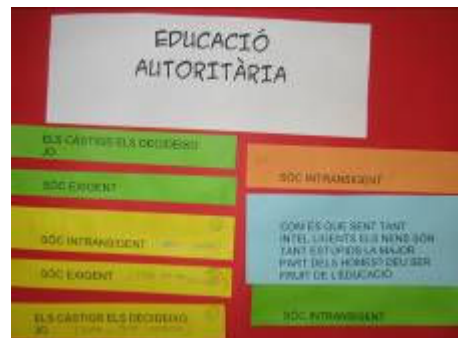 EDUCACIÓ
AUTORITÀRIA
ELS CÀSTIGS ELS DECIDEIXO
JO.
SÓC EXIGENT
SÓC INTRANSIGENT
SÓC EXIGENT
ELS CÀSTIGS ELS DECIDEIXO
JO.
SÓC INTRANSIGENT
COM ÉS QUE SENT TANT
INTEL·LIGENTS ELS NENS SÓN
TANT ESTÚPIDS LA MAJOR
PART DELS HOMES? DEU SER
FRUIT DE L'EDUCACIÓ
SÓC INTRANSIGENT